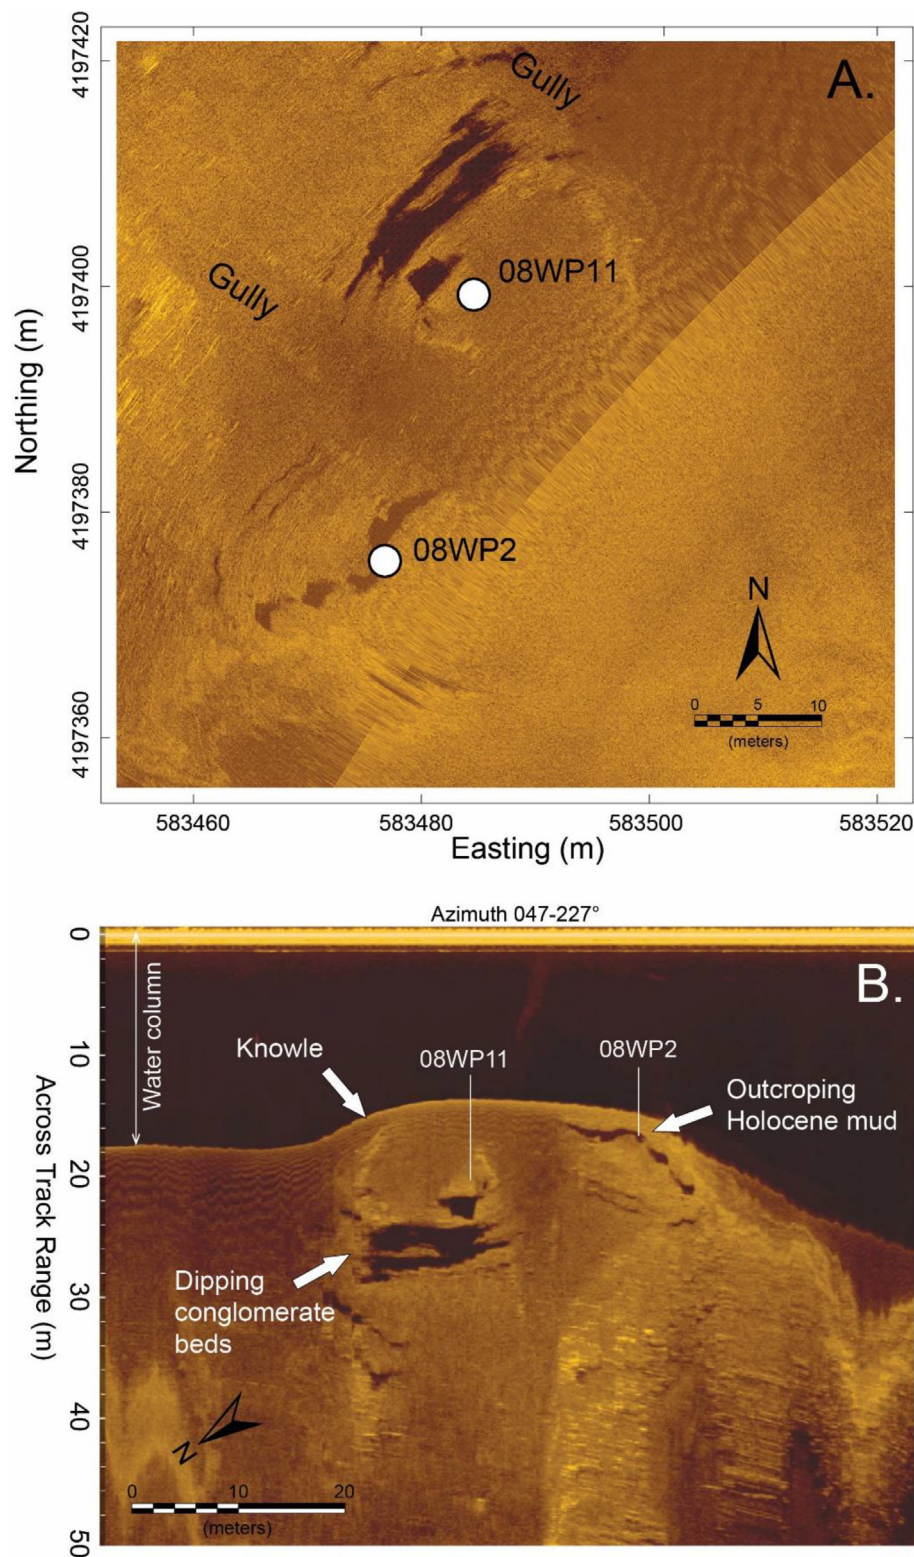 A.
Gully
Gully
08WP11
08WP2
N
0 5 10
(meters)
Northing (m)
4197420
4197400
4197380
4197360
583460 583480 583500 583520
Easting (m)
Azimuth 047-227°
B.
Water column
Knowle
08WP11
08WP2
Outcroping
Holocene mud
Dipping
conglomerate
beds
Across Track Range (m)
0
10
20
30
40
50
N
0 10 20
(meters)